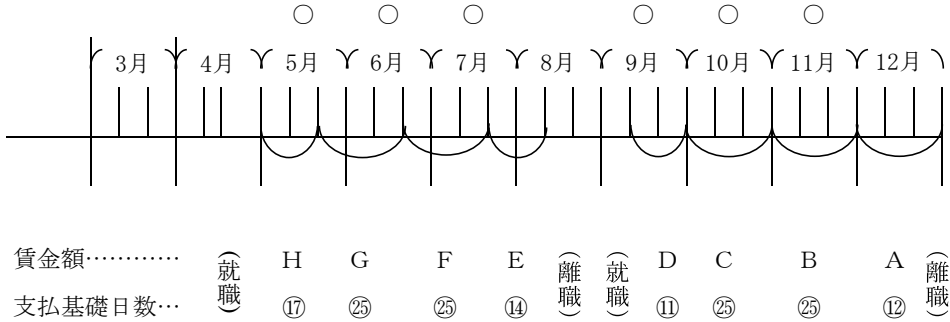 ○ ○ ○ ○ ○ ○
3月 4月 5月 6月 7月 8月 9月 10月 11月 12月
賃金額………… (就職) H G F E (離職) (就職) D C B A (離職)
支払基礎日数… ⑰ ㉕ ㉕ ⑭ ⑪ ㉕ ㉕ ⑫